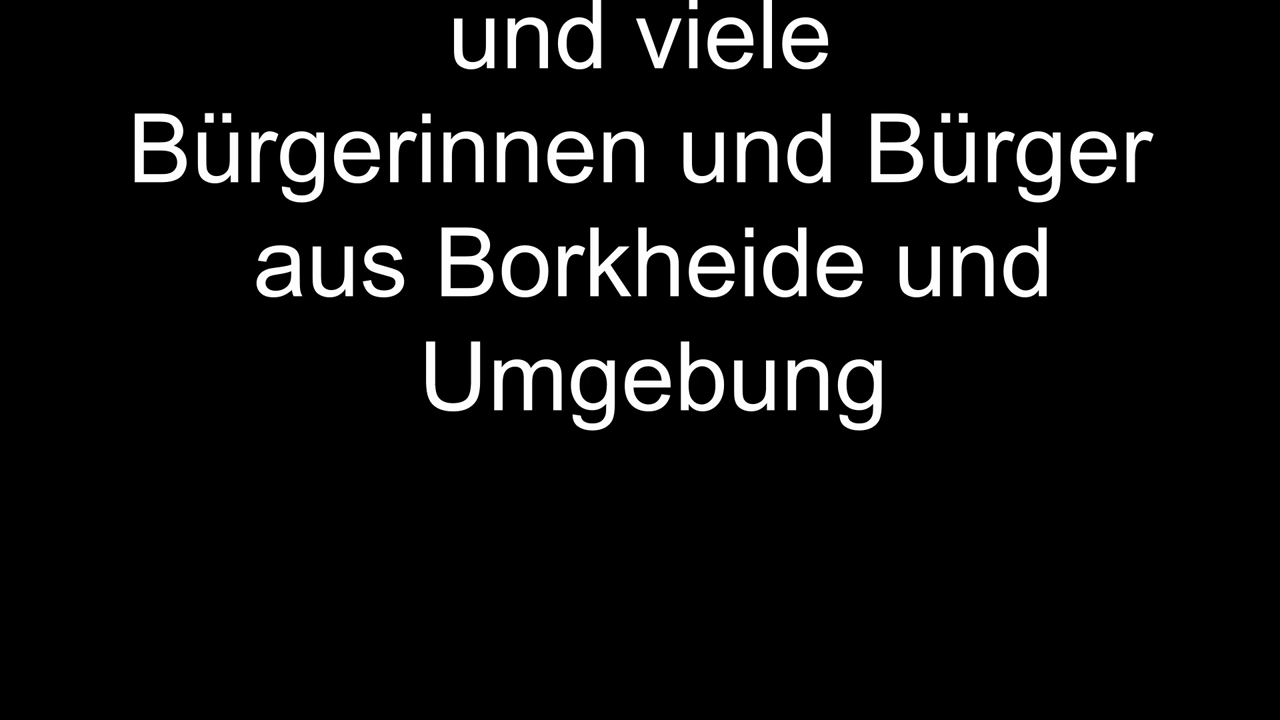 und viele
Bürgerinnen und Bürger
aus Borkheide und
Umgebung